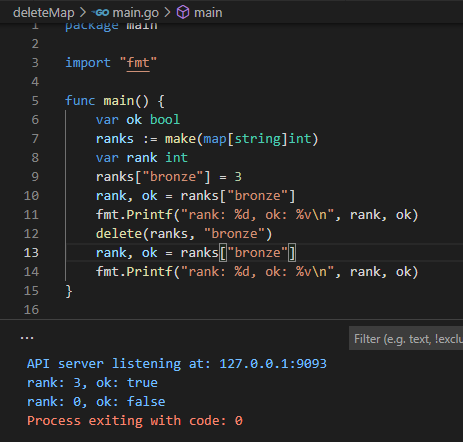 deleteMap > main.go > main
1 package main
2
3 import "fmt"
4
5 func main() {
6 var ok bool
7 ranks := make(map[string]int)
8 var rank int
9 ranks["bronze"] = 3
10 rank, ok = ranks["bronze"]
11 fmt.Printf("rank: %d, ok: %v\n", rank, ok)
12 delete(ranks, "bronze")
13 rank, ok = ranks["bronze"]
14 fmt.Printf("rank: %d, ok: %v\n", rank, ok)
15 }
16
... Filter (e.g. text, !exclu
API server listening at: 127.0.0.1:9093
rank: 3, ok: true
rank: 0, ok: false
Process exiting with code: 0